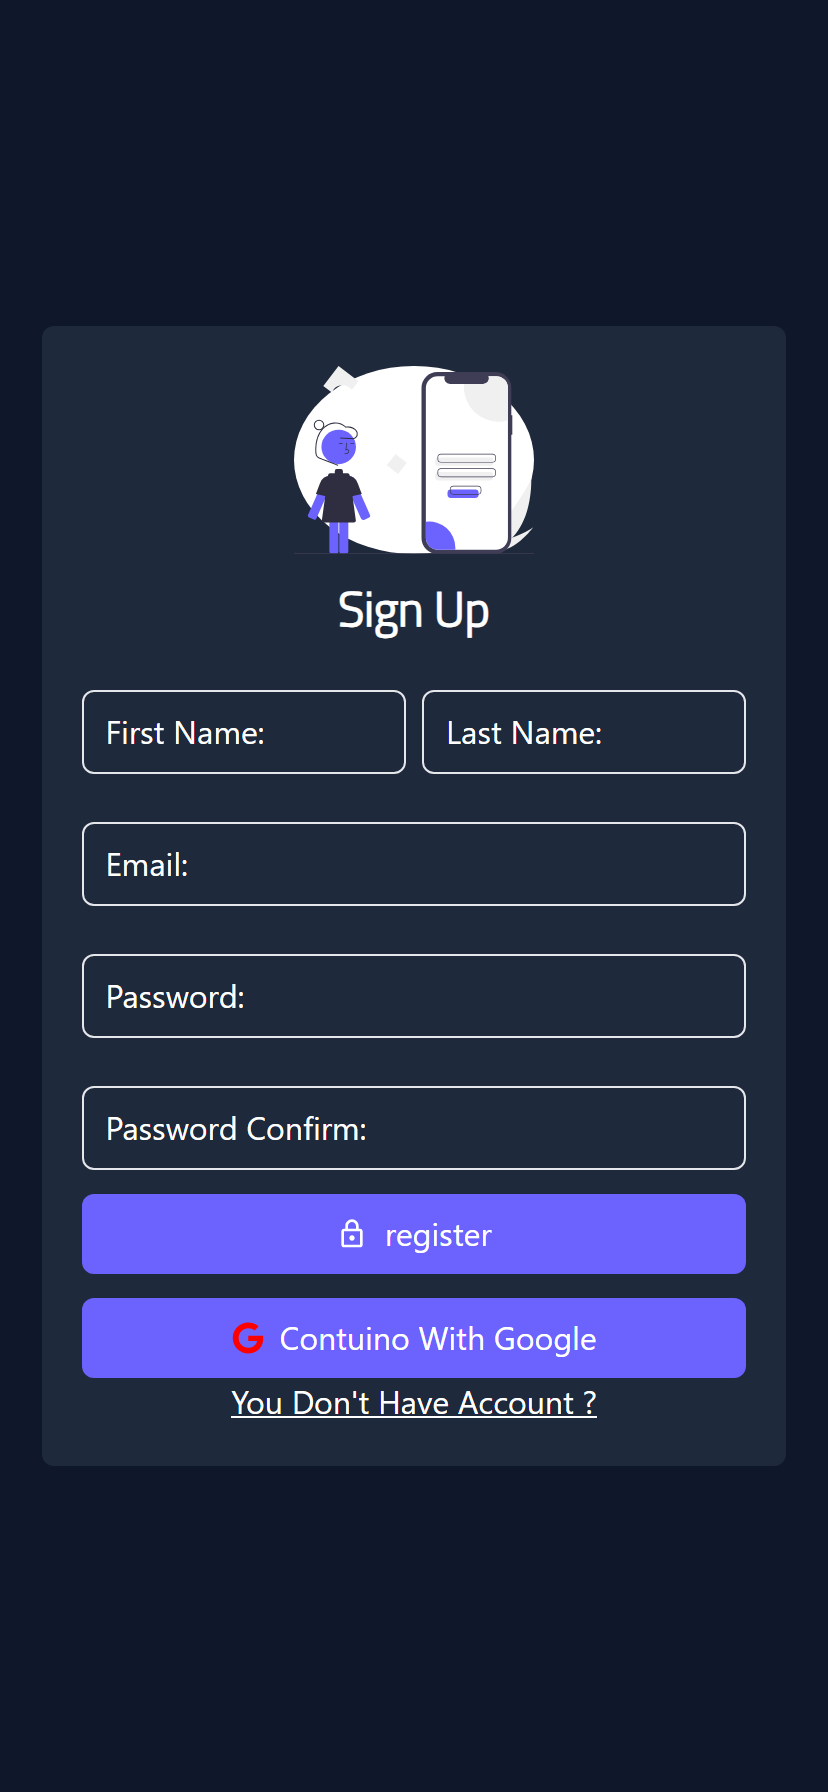 Sign Up
First Name: Last Name:
Email:
Password:
Password Confirm:
register
Contuino With Google
You Don't Have Account ?